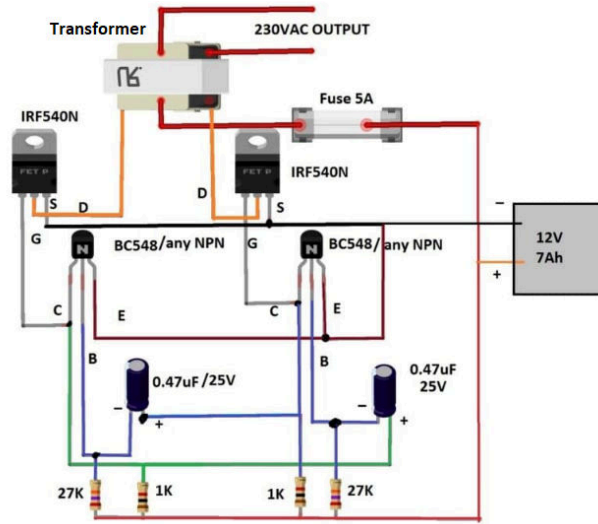 Transformer
230VAC OUTPUT
Fuse 5A
IRF540N
FET P
S
D
G
IRF540N
FET P
S
D
G
BC548/any NPN
N
C
B
E
BC548/any NPN
N
C
B
E
−
12V
7Ah
+
0.47uF/25V
−
+
0.47uF
25V
−
+
27K
1K
1K
27K